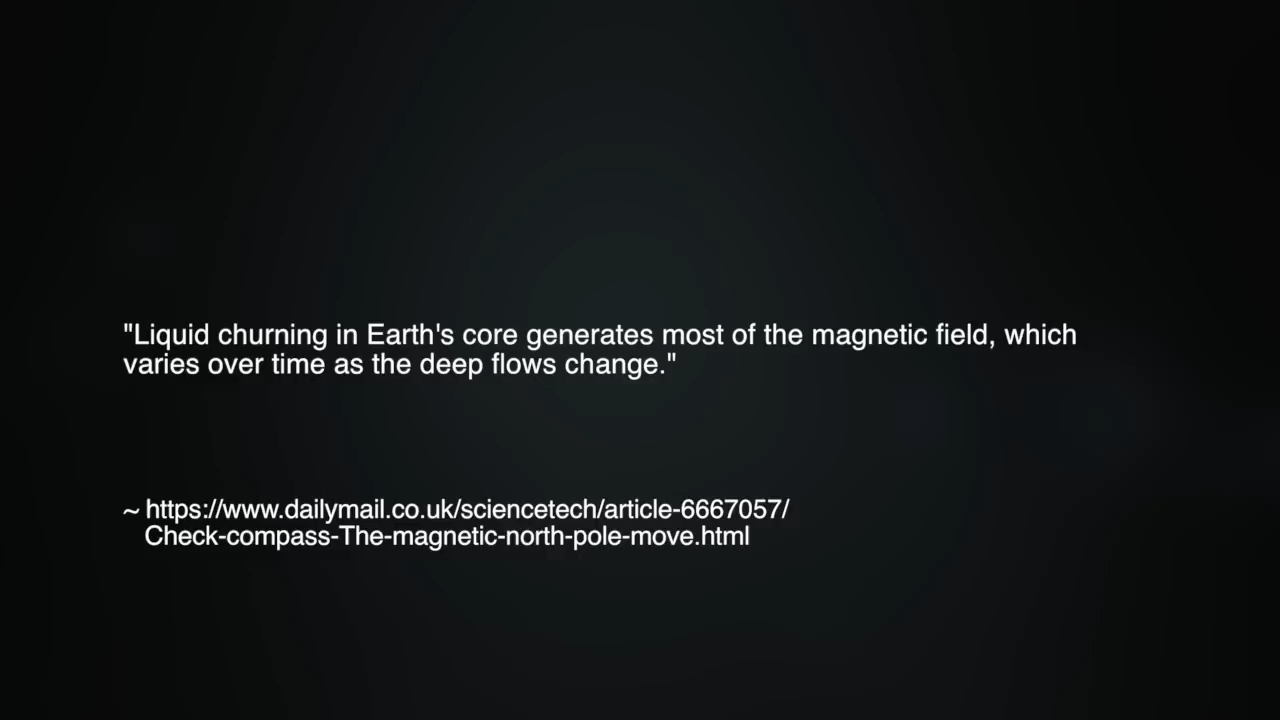 "Liquid churning in Earth's core generates most of the magnetic field, which
varies over time as the deep flows change."
~ https://www.dailymail.co.uk/sciencetech/article-6667057/
Check-compass-The-magnetic-north-pole-move.html